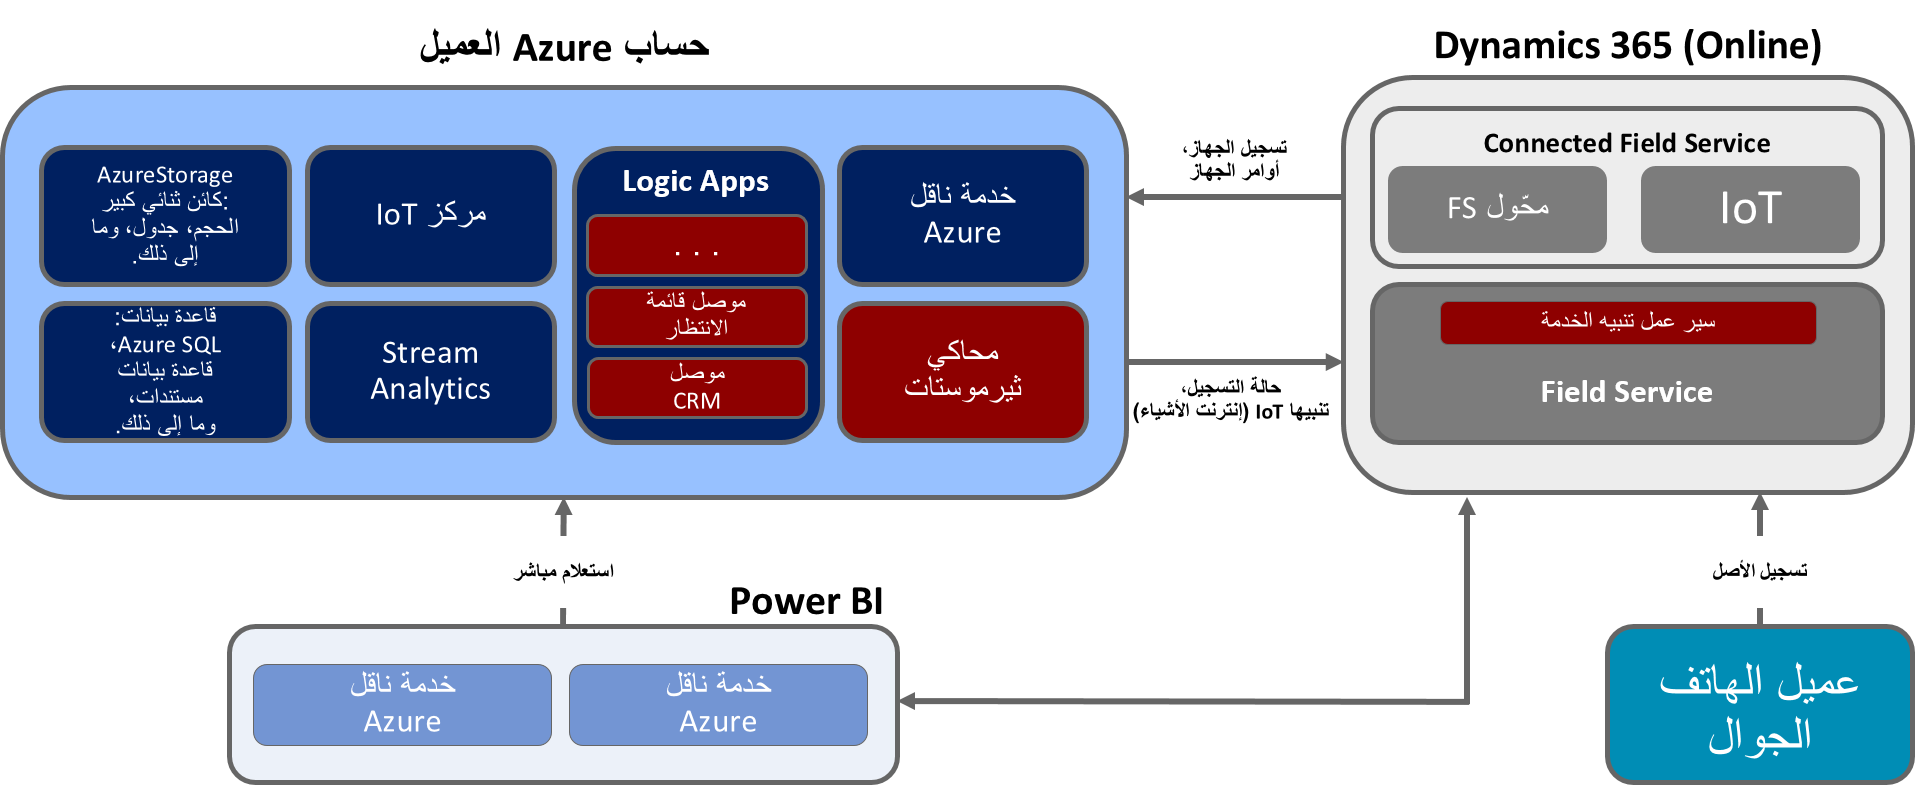 حساب Azure العميل
Dynamics 365 (Online)
AzureStorage
:كائن ثنائي كبير
الحجم، جدول، وما
إلى ذلك.
مركز IoT
Logic Apps
. . .
موصل قائمة
الانتظار
موصل
CRM
خدمة ناقل
Azure
قاعدة بيانات:
Azure SQL،
قاعدة بيانات
مستندات،
وما إلى ذلك.
Stream
Analytics
محاكي
ثيرموستات
تسجيل الجهاز،
أوامر الجهاز
حالة التسجيل،
تنبيها IoT (إنترنت الأشياء)
Connected Field Service
محّول FS
IoT
سير عمل تنبيه الخدمة
Field Service
استعلام مباشر
تسجيل الأصل
Power BI
خدمة ناقل
Azure
خدمة ناقل
Azure
عميل الهاتف
الجوال